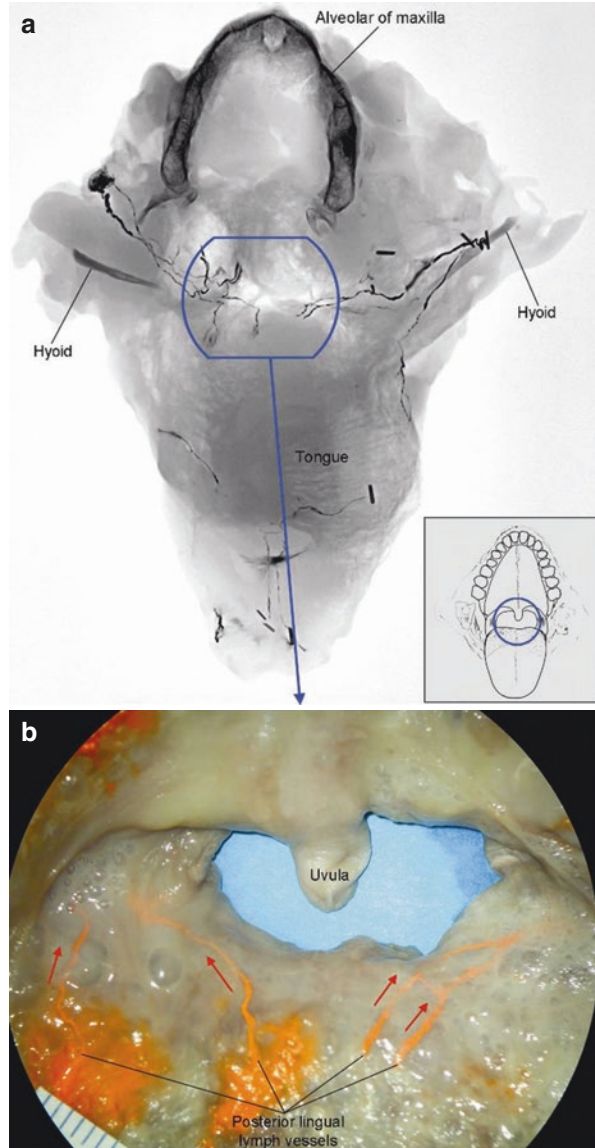 a
Alveolar of maxilla
Hyoid
Hyoid
Tongue
b
Uvula
Posterior lingual
lymph vessels